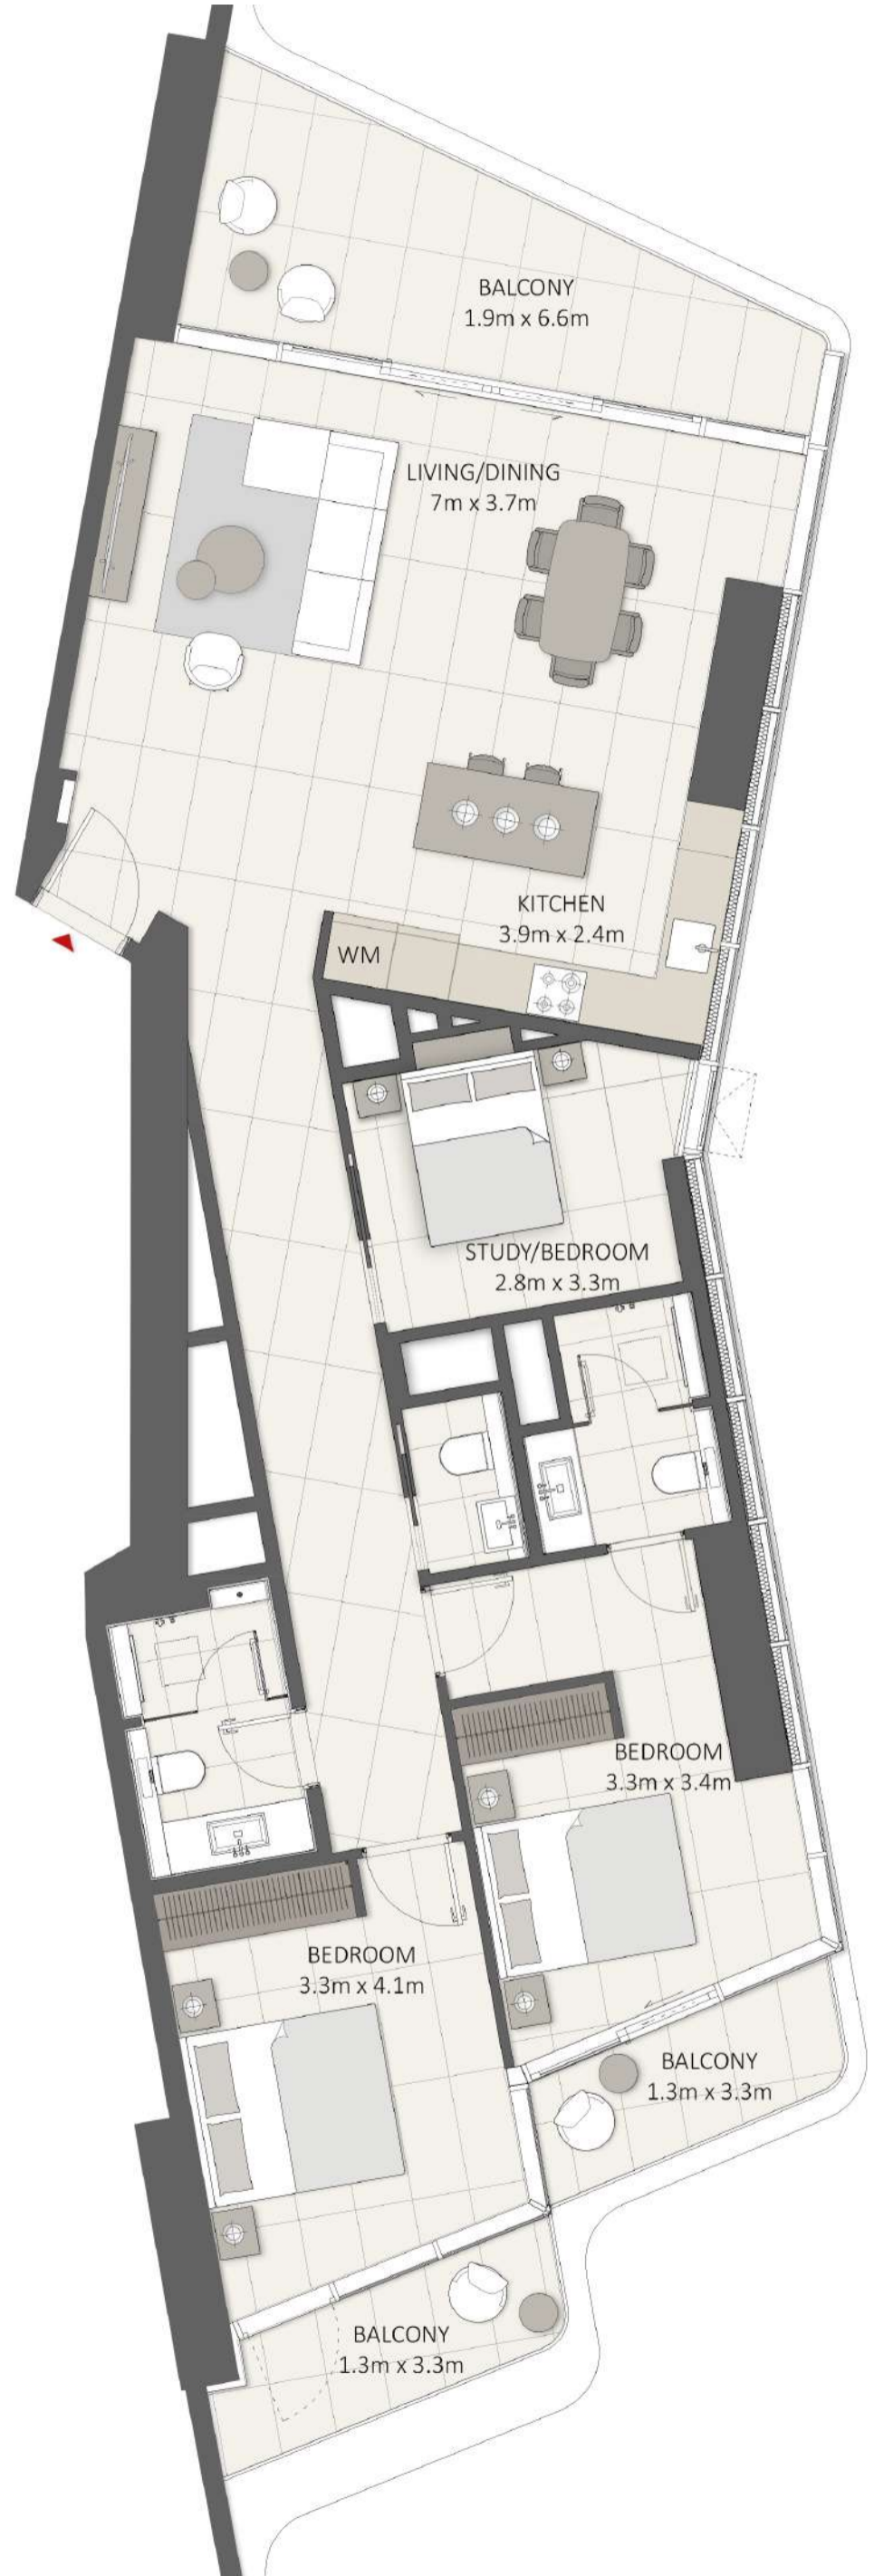 BALCONY
1.9m x 6.6m
LIVING/DINING
7m x 3.7m
KITCHEN
3.9m x 2.4m
WM
STUDY/BEDROOM
2.8m x 3.3m
BEDROOM
3.3m x 3.4m
BEDROOM
3.3m x 4.1m
BALCONY
1.3m x 3.3m
BALCONY
1.3m x 3.3m